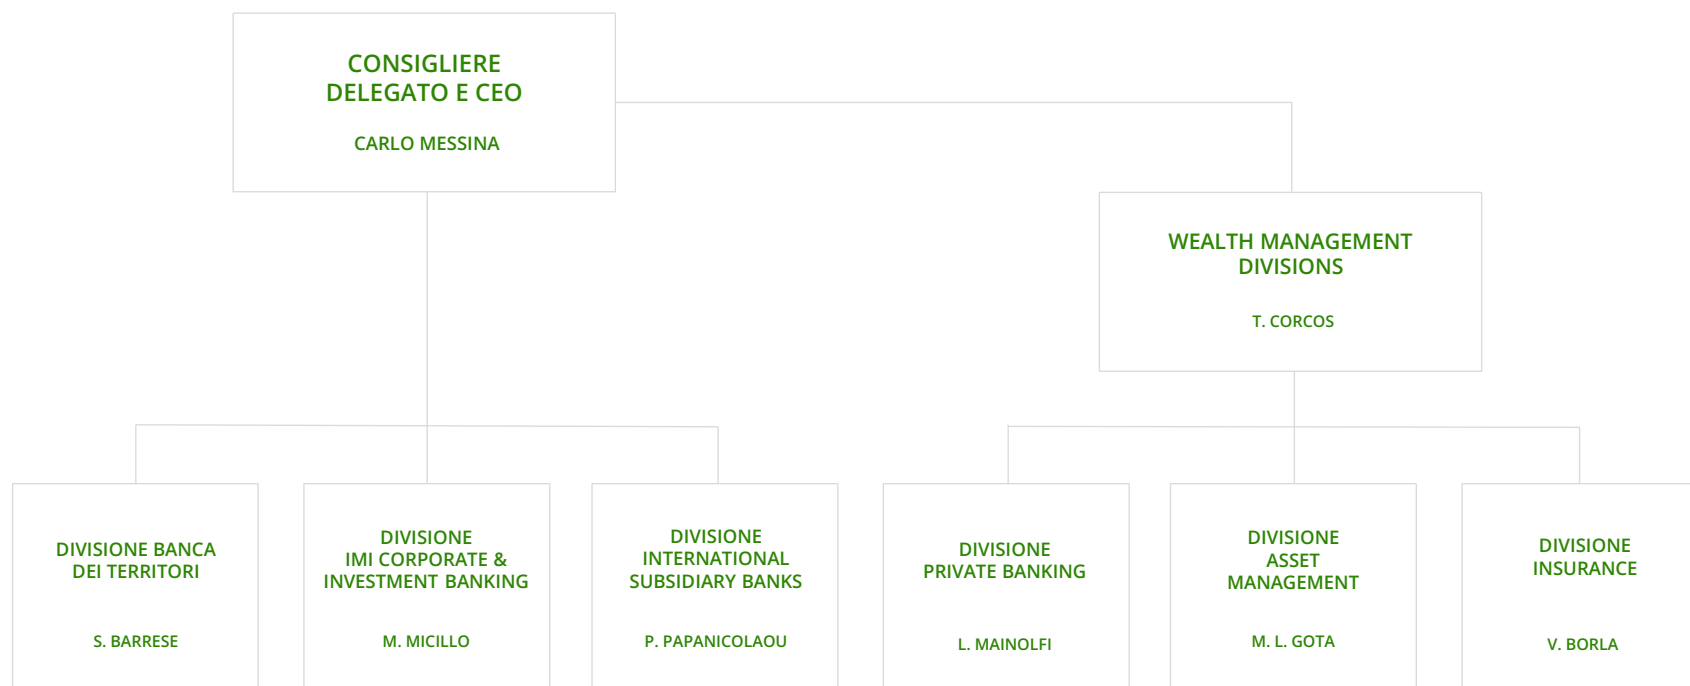 CONSIGLIERE
DELEGATO E CEO
CARLO MESSINA
WEALTH MANAGEMENT
DIVISIONS
T. CORCOS
DIVISIONE BANCA
DEI TERRITORI
S. BARRESE
DIVISIONE
IMI CORPORATE &
INVESTMENT BANKING
M. MICILLO
DIVISIONE
INTERNATIONAL
SUBSIDIARY BANKS
P. PAPANICOLAOU
DIVISIONE
PRIVATE BANKING
L. MAINOLFI
DIVISIONE
ASSET
MANAGEMENT
M. L. GOTA
DIVISIONE
INSURANCE
V. BORLA